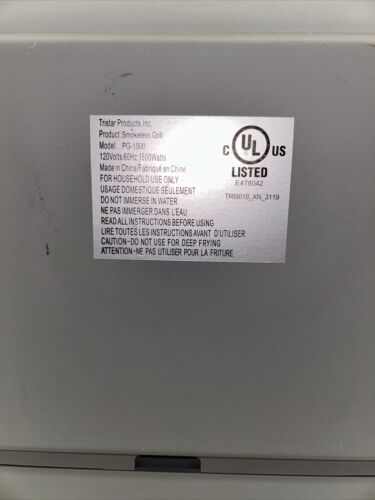 Tristar Products, Inc.
Product: Smokeless Grill
Model: PG-1500
120Volts 60Hz 1500Watts
Made in China/Fabriqué en Chine
FOR HOUSEHOLD USE ONLY
USAGE DOMESTIQUE SEULEMENT
DO NOT IMMERSE IN WATER
NE PAS IMMERGER DANS L'EAU
READ ALL INSTRUCTIONS BEFORE USING
LIRE TOUTES LES INSTRUCTIONS AVANT D'UTILISER
CAUTION-DO NOT USE FOR DEEP FRYING
ATTENTION-NE PAS UTILISER POUR LA FRITURE
C UL US
LISTED
E478042
TRI9018_XN_3119